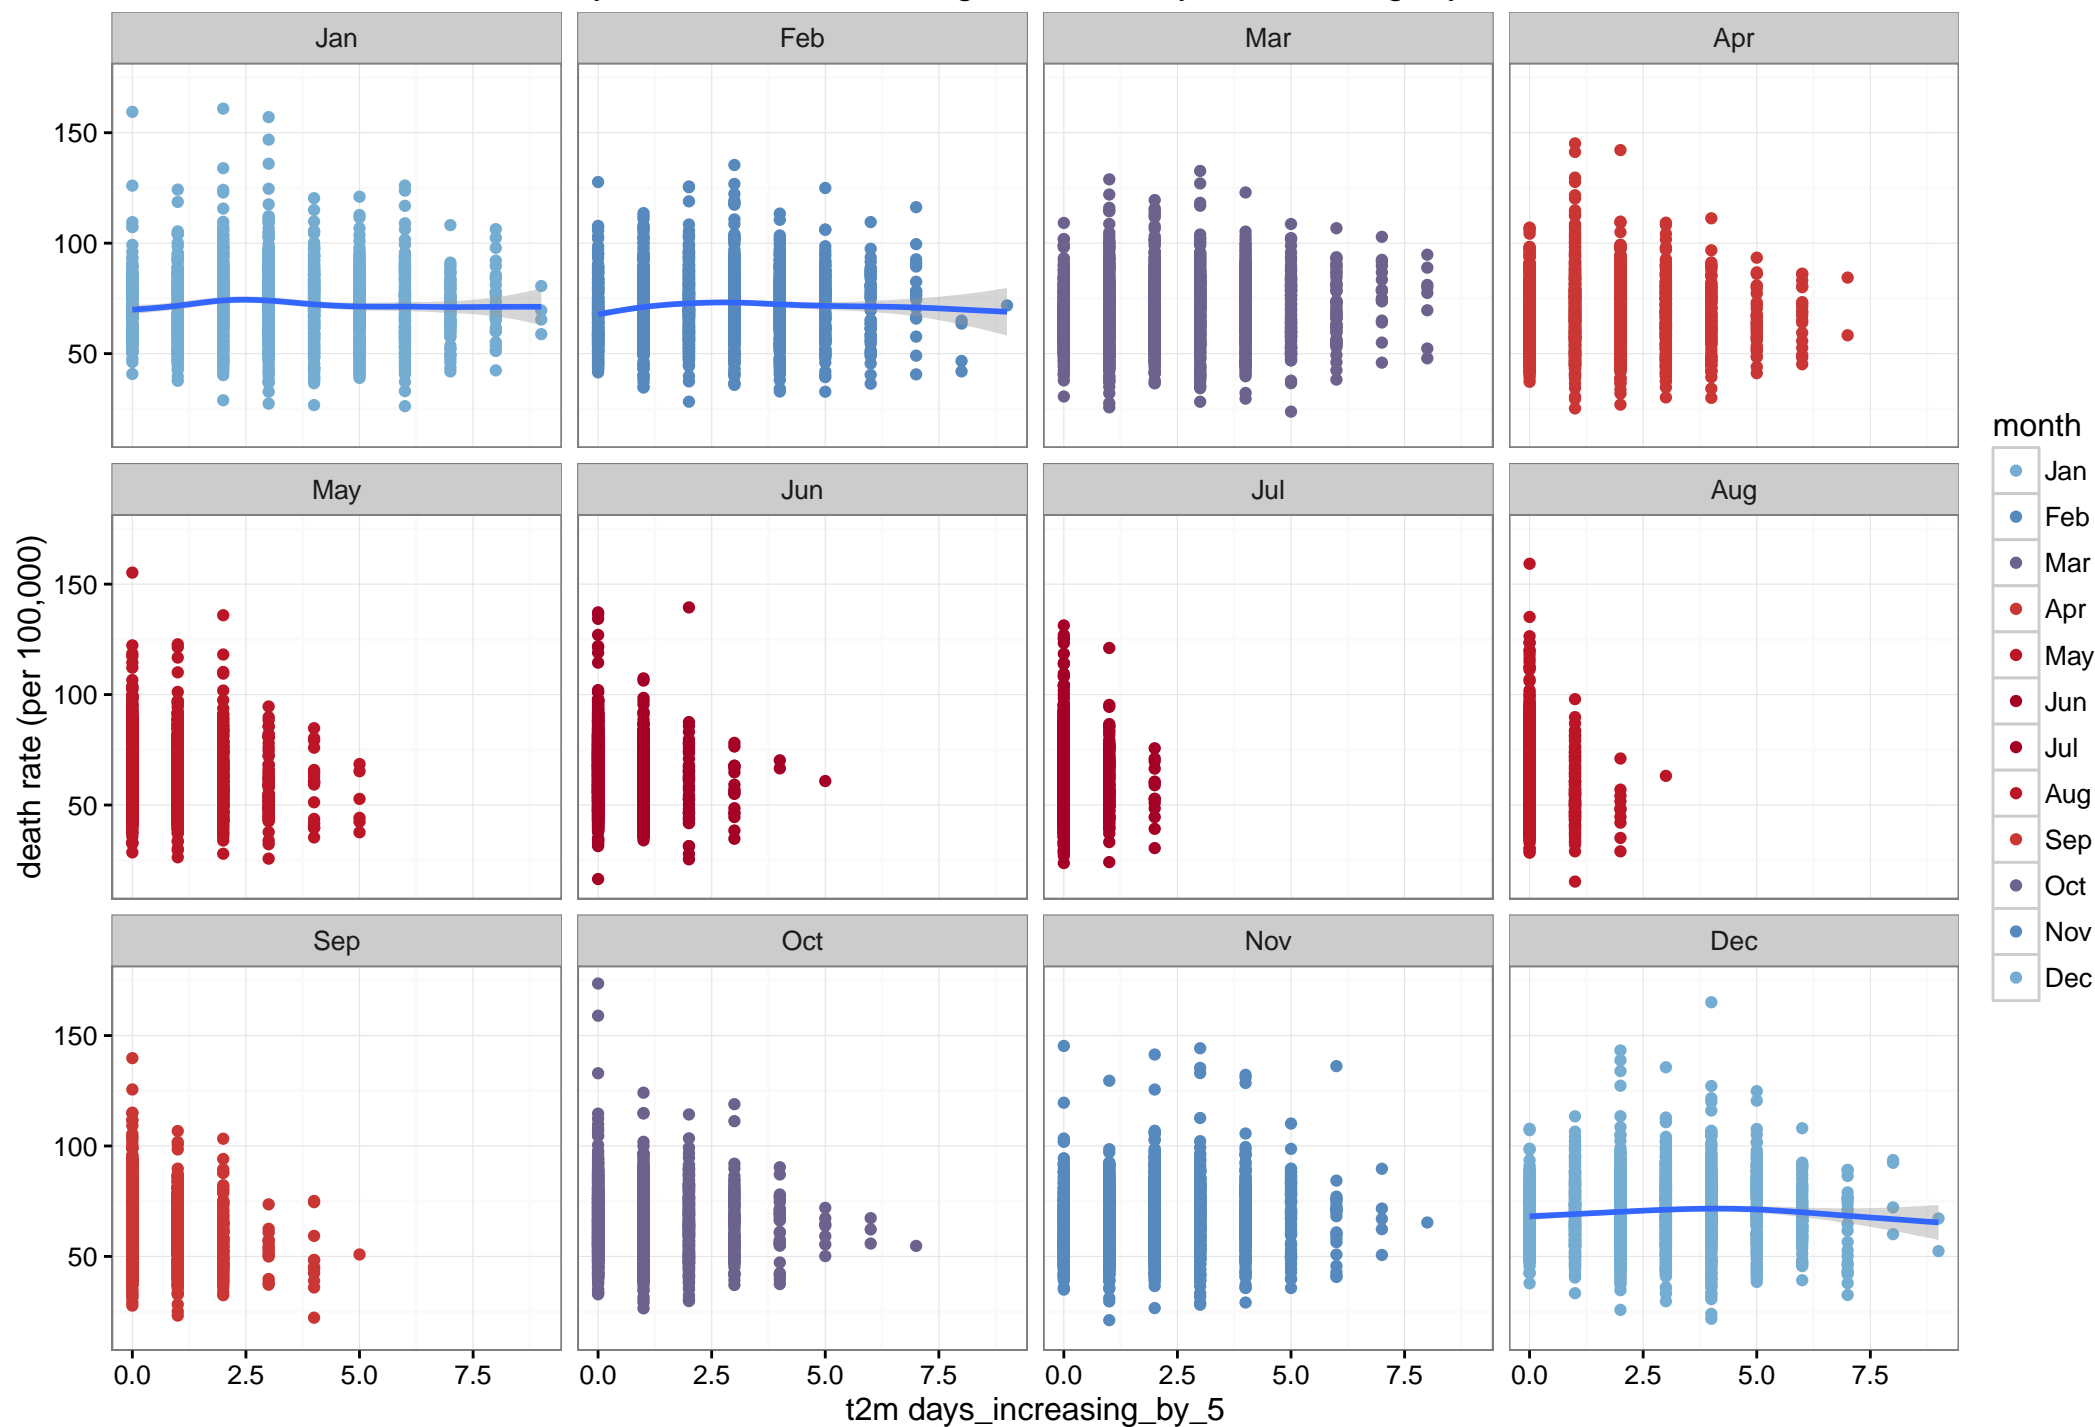 Jan Feb Mar Apr
150
100
50
May Jun Jul Aug
150
100
50
Sep Oct Nov Dec
150
100
50
0.0 2.5 5.0 7.5 0.0 2.5 5.0 7.5 0.0 2.5 5.0 7.5 0.0 2.5 5.0 7.5
t2m days_increasing_by_5
death rate (per 100,000)
month
Jan
Feb
Mar
Apr
May
Jun
Jul
Aug
Sep
Oct
Nov
Dec